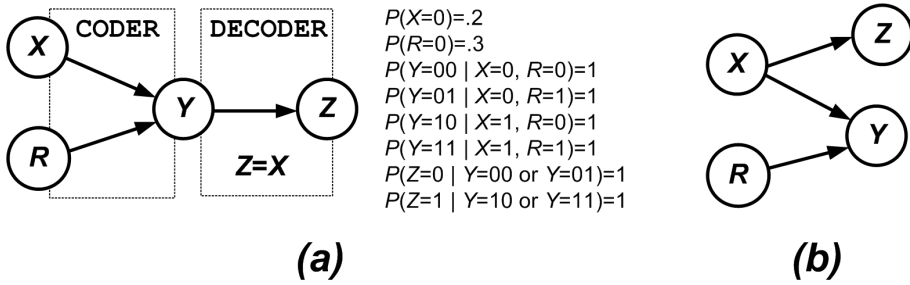 CODER
DECODER
X
R
Y
Z
Z=X
P(X=0)=.2
P(R=0)=.3
P(Y=00 | X=0, R=0)=1
P(Y=01 | X=0, R=1)=1
P(Y=10 | X=1, R=0)=1
P(Y=11 | X=1, R=1)=1
P(Z=0 | Y=00 or Y=01)=1
P(Z=1 | Y=10 or Y=11)=1
(a)
X
Z
Y
R
(b)